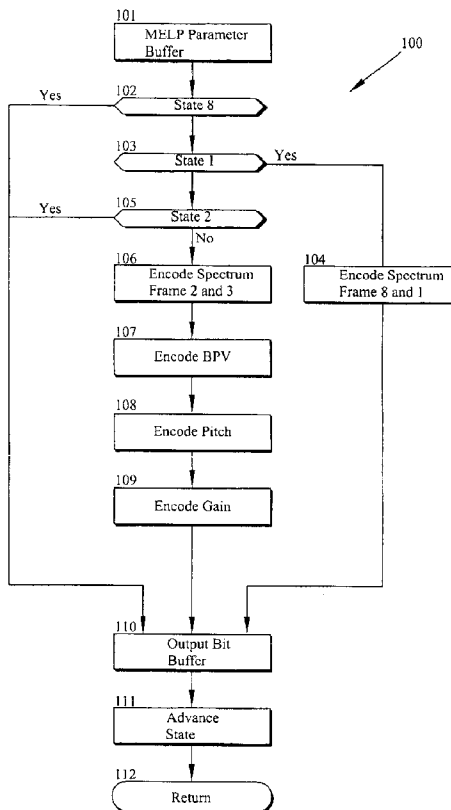 101
MELP Parameter
Buffer
100
102
Yes
State 8
103
State 1
Yes
105
Yes
State 2
No
106
Encode Spectrum
Frame 2 and 3
104
Encode Spectrum
Frame 8 and 1
107
Encode BPV
108
Encode Pitch
109
Encode Gain
110
Output Bit
Buffer
111
Advance
State
112
Return